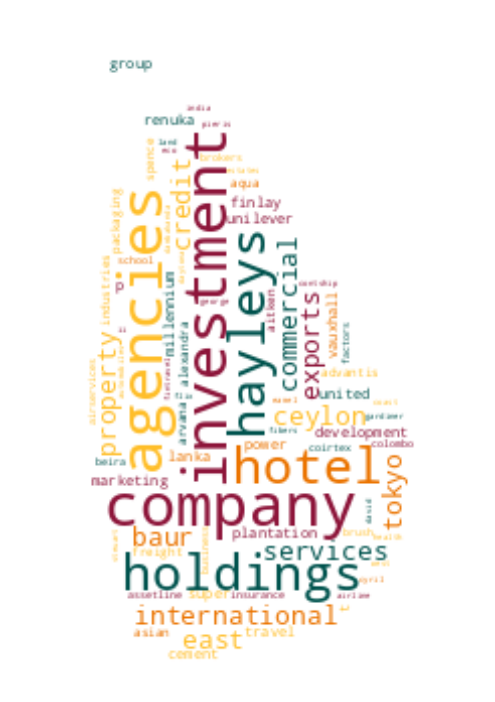 group
india
renuka
pieris
land
spence
credit
brokers
investment
agencies
aqua
packaging
finlay
unilever
hayleys
school
p
industries
millennium
commercial
george
aitken
exports
vauxhall
factors
property
airservices
alexandra
advantis
arvana
united
ceylon
gardiner
development
colombo
fibers
power
coirtex
lanka
beira
hotel
marketing
tokyo
company
david
baur
plantation
brush
health
freight
business
services
holdings
cyril
assetline
super
insurance
airline
international
t
asian
east
travel
cement